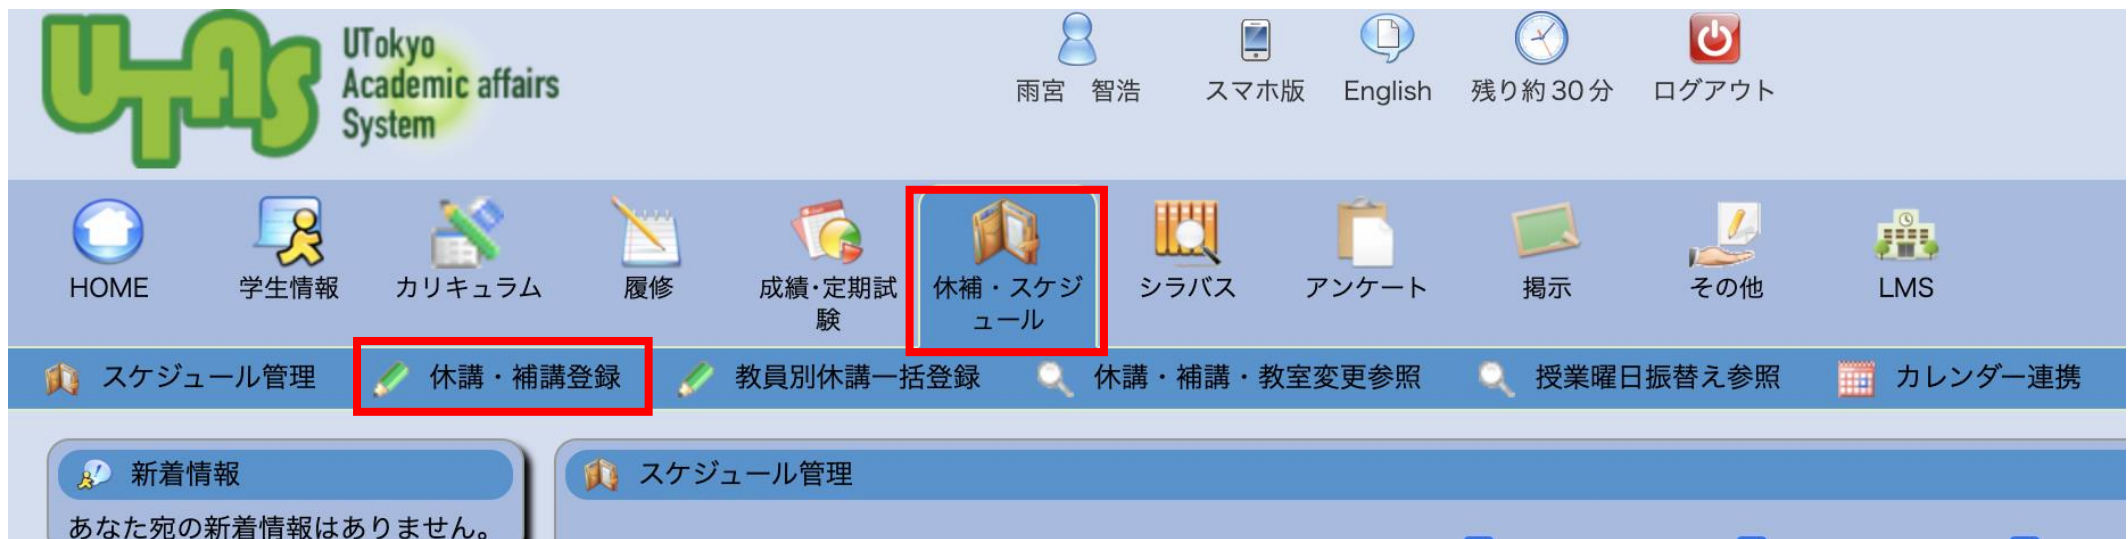 UTAS
UTokyo
Academic affairs
System
雨宮　智浩
スマホ版
English
残り約30分
ログアウト
HOME
学生情報
カリキュラム
履修
成績・定期試
験
休補・スケジ
ュール
シラバス
アンケート
掲示
その他
LMS
スケジュール管理
休講・補講登録
教員別休講一括登録
休講・補講・教室変更参照
授業曜日振替え参照
カレンダー連携
新着情報
あなた宛の新着情報はありません。
スケジュール管理